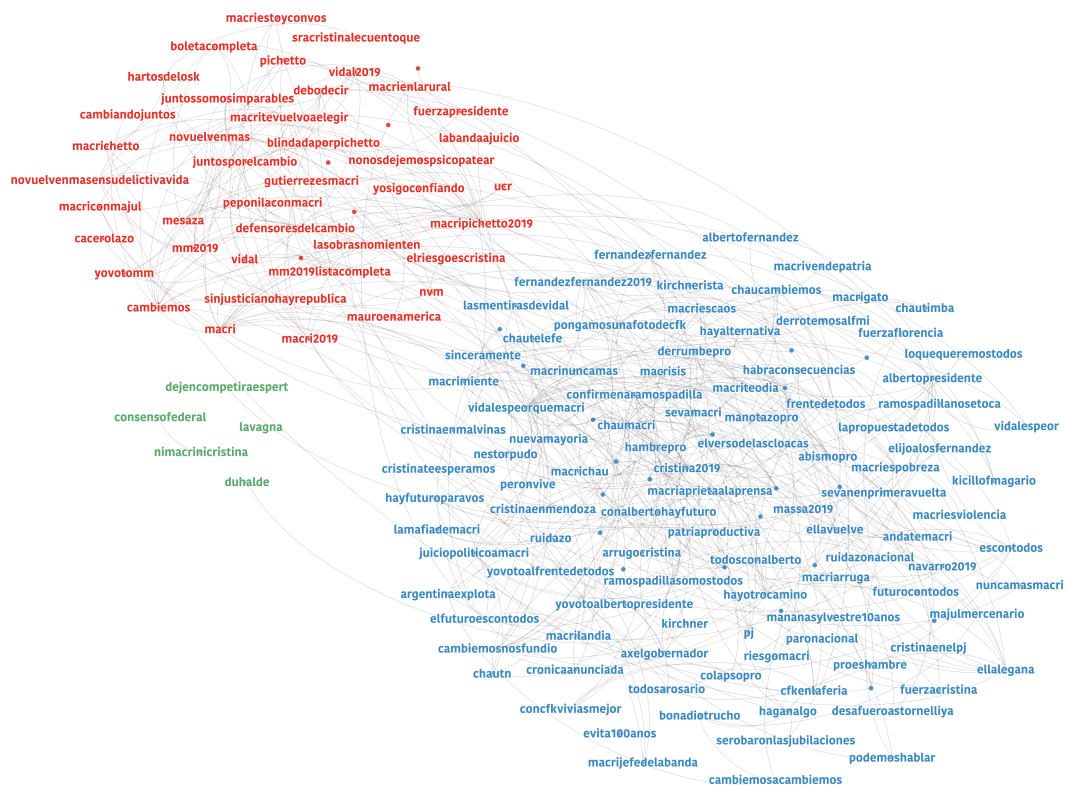 macriestoyconvos
sracristinalecuentoque
boletacompleta
pichetto
vidal2019
hartosdelosk
debodecir
macrienlarural
juntossomosimparables
cambiandojuntos
macritevuelvoaelegir
fuerzapresidente
novuelvenmas
blindadaporpichetto
labandaajuicio
macrichetto
juntosporelcambio
nonosdejemospsicopatear
novuelvenmasensudelictivavida
gutierrezesmacri
yosigoconfiando
ucr
macriconmajul
peponilaconmacri
mesaza
defensoresdelcambio
macripichetto2019
cacerolazo
mm2019
lasobrasnomienten
vidal
elriesgoescristina
yovotomm
mm2019listacompleta
cambiemos
sinjusticianohayrepublica
nvm
macri
mauroenamerica
macri2019
albertofernandez
fernandezfernandez
macrivendepatria
fernandezfernandez2019
kirchnerista
chaucambiemos
macrigato
lasmentirasdevidal
macriescaos
chautimba
pongamosunafotodecfk
hayalternativa
derrotemosalfmi
fuerzaflorencia
chautelefe
sinceramente
derrumbepro
loquequeremostodos
macrimiente
macrinuncamas
macrisis
habraconsecuencias
albertopresidente
confirmenaramospadilla
macriteodia
vidalespeorquemacri
sevamacri
manotazopro
frentedetodos
ramospadillanosetoca
cristinaenmalvinas
chaumacri
lapropuestadetodos
vidalespeor
nuevamayoria
hambrepro
elversodelascloacas
elijoalosfernandez
nestorpudo
abismopro
cristinateesperamos
macrichau
cristina2019
macriespobreza
peronvive
kicillofmagario
hayfuturoparavos
macriaprietaalaprensa
sevanenprimeravuelta
cristinaenmendoza
conalbertohayfuturo
massa2019
macriesviolencia
lamafiademacri
ruidazo
patriaproductiva
ellavuelve
andatemacri
juiciopoliticoamacri
arrugocristina
todosconalberto
ruidazonacional
escontodos
yovotoalfrentedetodos
navarro2019
ramospadillasomostodos
macriarruga
nuncamasmacri
argentinaexplota
hayotrocamino
futurocontodos
yovotoalbertopresidente
elfuturoescontodos
kirchner
mananasylvestre10anos
majulmercenario
macrilandia
pj
paronacional
cambiemosnosfundio
axelgobernador
riesgomacri
cristinaenelpj
chautn
cronicaanunciada
colapsopro
proeshambre
ellalegana
todosarosario
cfkenlaferia
fuerzacristina
concfkviviasmejor
bonadiotrucho
haganalgo
desafueroastornelliya
evita100anos
serobaronlasjubilaciones
macrijefedelabanda
podemoshablar
cambiemosacambiemos
dejencompetiraespert
consensofederal
lavagna
nimacrinicristina
duhalde